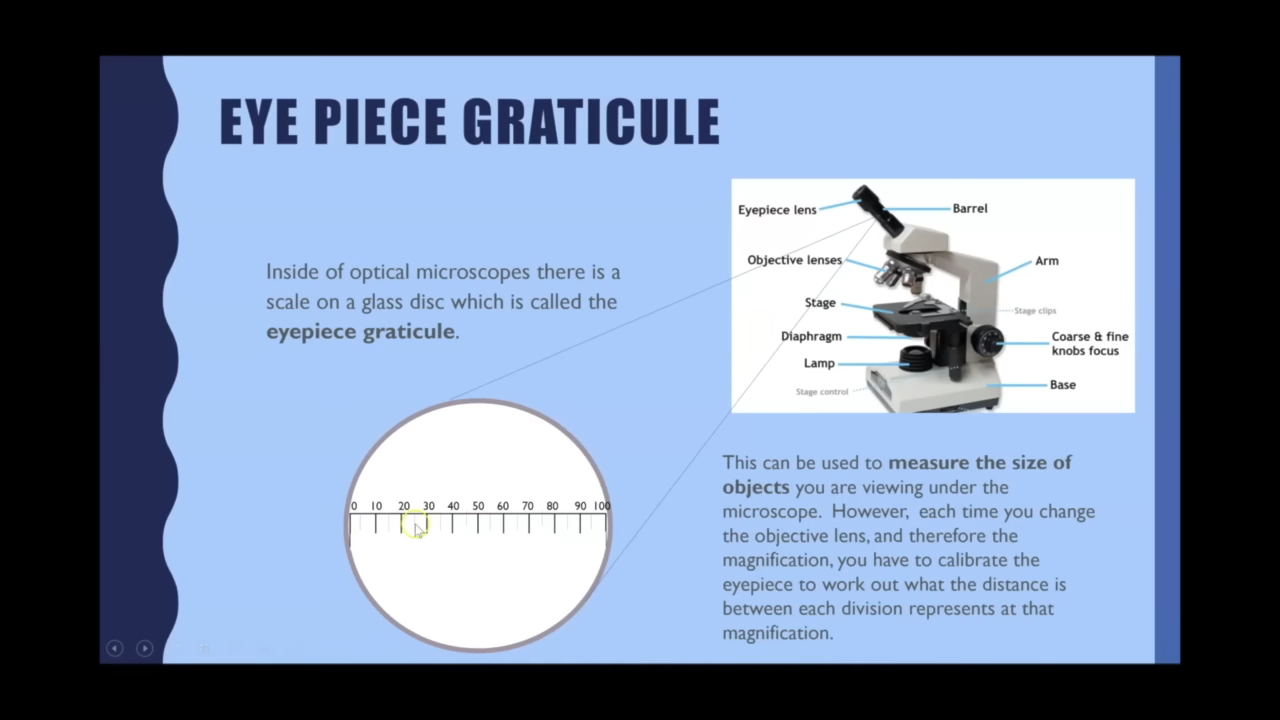 EYE PIECE GRATICULE
Inside of optical microscopes there is a
scale on a glass disc which is called the
eyepiece graticule.
0 10 20 30 40 50 60 70 80 90 100
Eyepiece lens
Barrel
Objective lenses
Arm
Stage
Stage clips
Diaphragm
Coarse & fine
knobs focus
Lamp
Stage control
Base
This can be used to measure the size of
objects you are viewing under the
microscope. However, each time you change
the objective lens, and therefore the
magnification, you have to calibrate the
eyepiece to work out what the distance is
between each division represents at that
magnification.